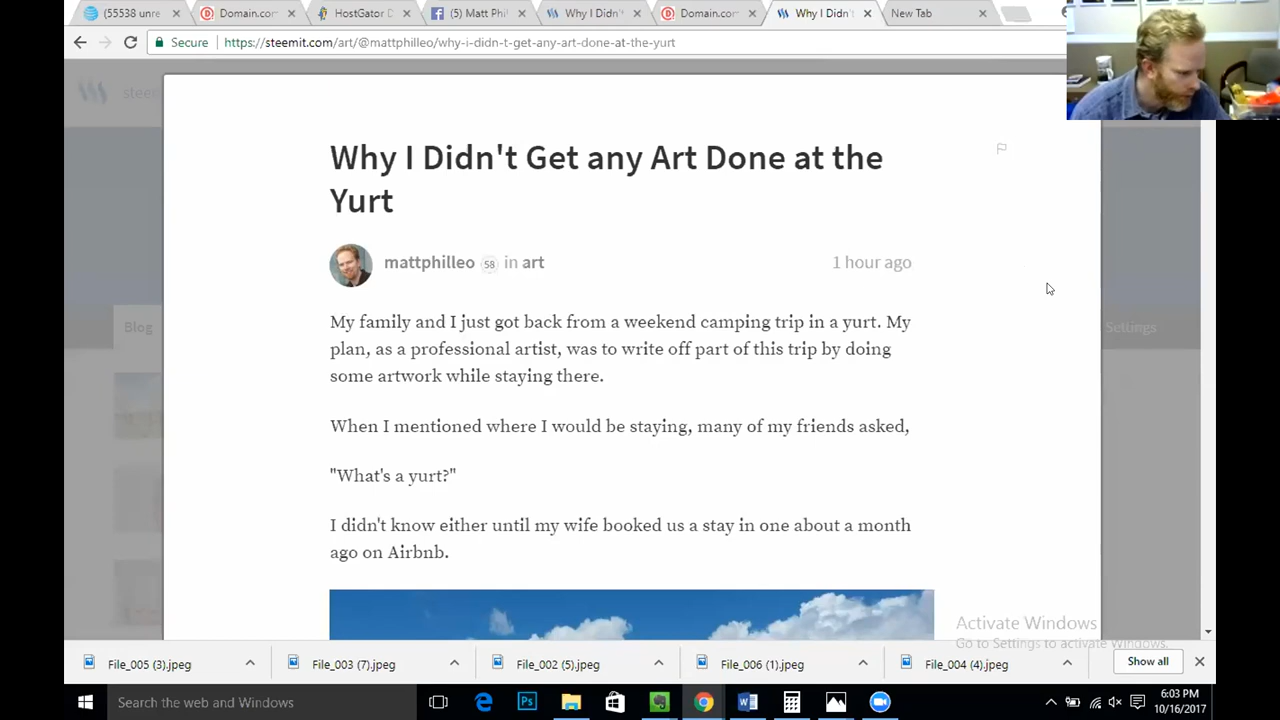 (55538 unre
Domain.com
HostGator
(5) Matt Phil
Why I Didn'
Domain.com
Why I Didn'
New Tab
Secure
https://steemit.com/art/@mattphilleo/why-i-didn-t-get-any-art-done-at-the-yurt
steem
Why I Didn't Get any Art Done at the
Yurt
mattphilleo 58 in art
1 hour ago
Blog
Settings
My family and I just got back from a weekend camping trip in a yurt. My
plan, as a professional artist, was to write off part of this trip by doing
some artwork while staying there.
When I mentioned where I would be staying, many of my friends asked,
"What's a yurt?"
I didn't know either until my wife booked us a stay in one about a month
ago on Airbnb.
Activate Windows
Go to Settings to activate Windows.
File_005 (3).jpeg
File_003 (7).jpeg
File_002 (5).jpeg
File_006 (1).jpeg
File_004 (4).jpeg
Show all
Search the web and Windows
6:03 PM
10/16/2017